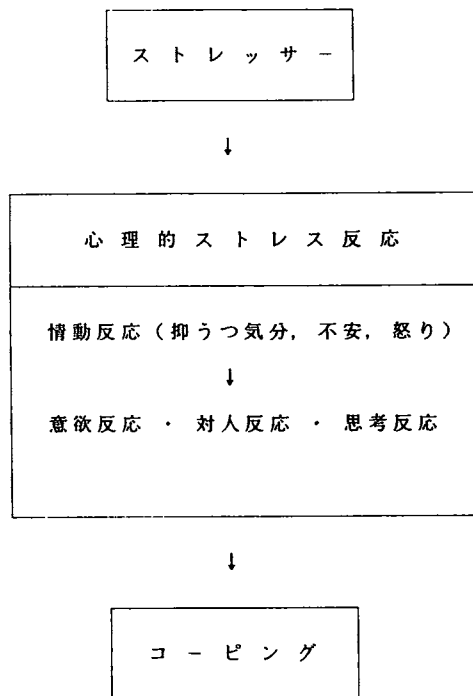 ストレッサー
↓
心理的ストレス反応
情動反応(抑うつ気分,不安,怒り)
↓
意欲反応・対人反応・思考反応
↓
コーピング